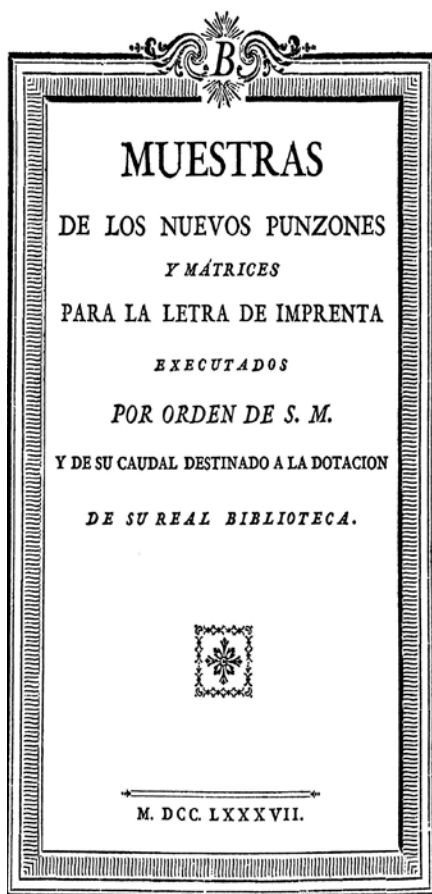 B
MUESTRAS
DE LOS NUEVOS PUNZONES
Y MÁTRICES
PARA LA LETRA DE IMPRENTA
EXECUTADOS
POR ORDEN DE S. M.
Y DE SU CAUDAL DESTINADO A LA DOTACION
DE SU REAL BIBLIOTECA.
M. DCC. LXXXVII.